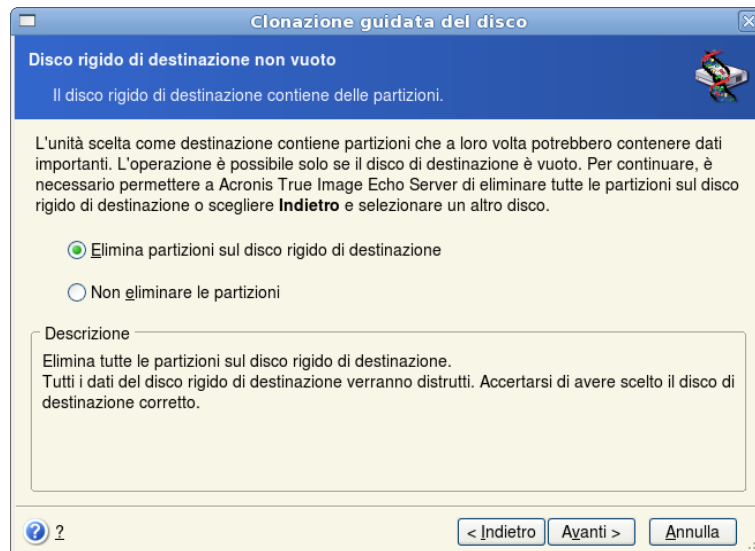 Clonazione guidata del disco
Disco rigido di destinazione non vuoto
Il disco rigido di destinazione contiene delle partizioni.
L'unità scelta come destinazione contiene partizioni che a loro volta potrebbero contenere dati
importanti. L'operazione è possibile solo se il disco di destinazione è vuoto. Per continuare, è
necessario permettere a Acronis True Image Echo Server di eliminare tutte le partizioni sul disco
rigido di destinazione o scegliere Indietro e selezionare un altro disco.
Elimina partizioni sul disco rigido di destinazione
Non eliminare le partizioni
Descrizione
Elimina tutte le partizioni sul disco rigido di destinazione.
Tutti i dati del disco rigido di destinazione verranno distrutti. Accertarsi di avere scelto il disco di
destinazione corretto.
? ? < Indietro Avanti > Annulla